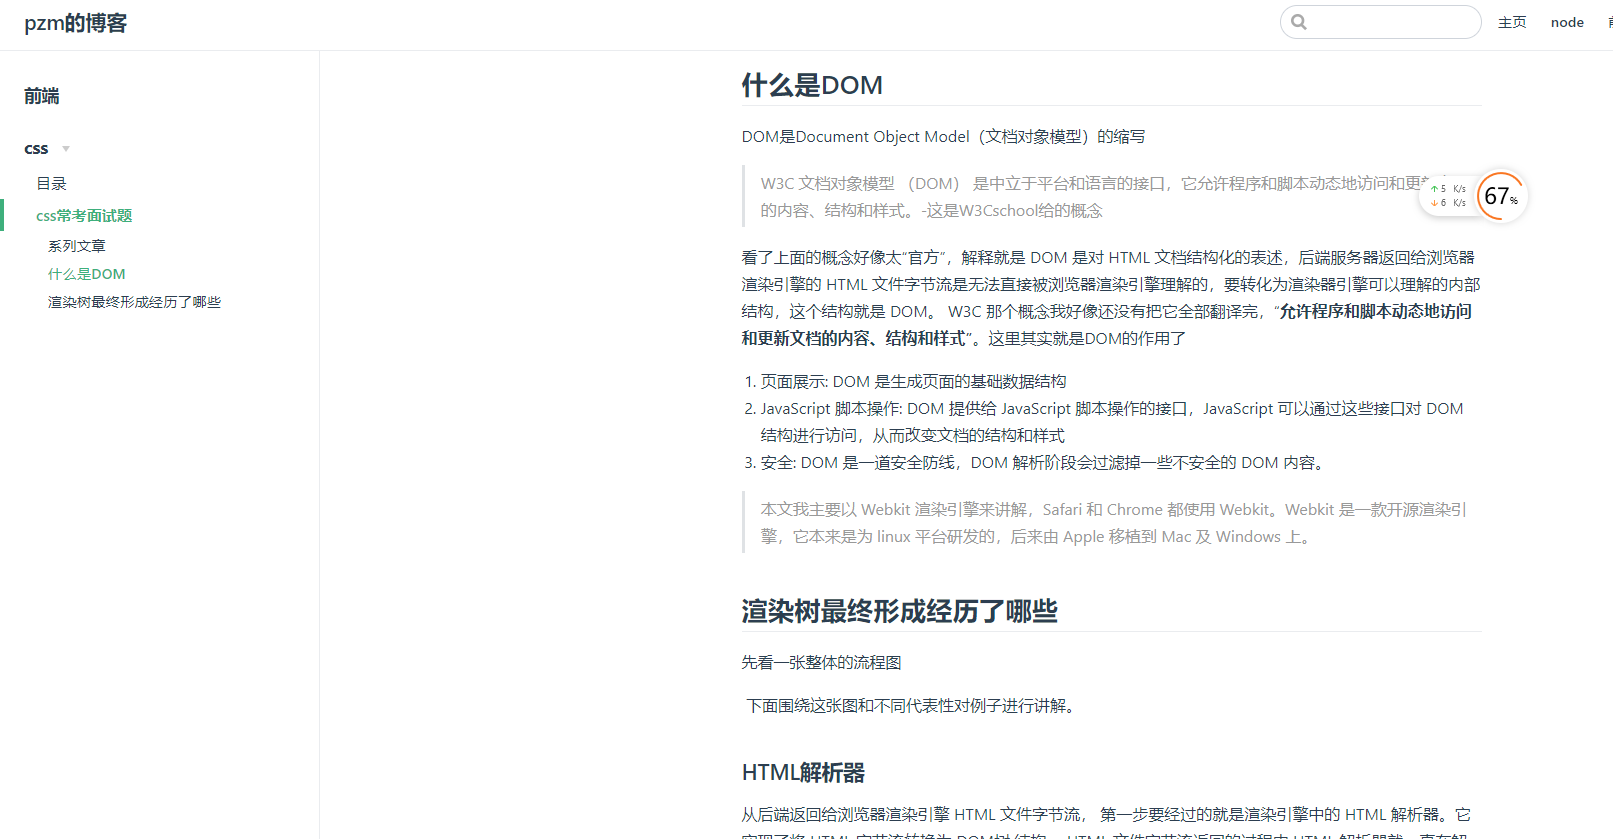 pzm的博客
主页 node
前端
css
目录
css常考面试题
系列文章
什么是DOM
渲染树最终形成经历了哪些
什么是DOM
DOM是Document Object Model（文档对象模型）的缩写
W3C 文档对象模型 （DOM） 是中立于平台和语言的接口，它允许程序和脚本动态地访问和更
的内容、结构和样式。-这是W3Cschool给的概念
5 K/s
6 K/s
67%
看了上面的概念好像太“官方”，解释就是 DOM 是对 HTML 文档结构化的表述，后端服务器返回给浏览器
渲染引擎的 HTML 文件字节流是无法直接被浏览器渲染引擎理解的，要转化为渲染器引擎可以理解的内部
结构，这个结构就是 DOM。 W3C 那个概念我好像还没有把它全部翻译完，“允许程序和脚本动态地访问
和更新文档的内容、结构和样式”。这里其实就是DOM的作用了
1. 页面展示: DOM 是生成页面的基础数据结构
2. JavaScript 脚本操作: DOM 提供给 JavaScript 脚本操作的接口，JavaScript 可以通过这些接口对 DOM
结构进行访问，从而改变文档的结构和样式
3. 安全: DOM 是一道安全防线，DOM 解析阶段会过滤掉一些不安全的 DOM 内容。
本文我主要以 Webkit 渲染引擎来讲解，Safari 和 Chrome 都使用 Webkit。Webkit 是一款开源渲染引
擎，它本来是为 linux 平台研发的，后来由 Apple 移植到 Mac 及 Windows 上。
渲染树最终形成经历了哪些
先看一张整体的流程图
下面围绕这张图和不同代表性对例子进行讲解。
HTML解析器
从后端返回给浏览器渲染引擎 HTML 文件字节流， 第一步要经过的就是渲染引擎中的 HTML 解析器。它